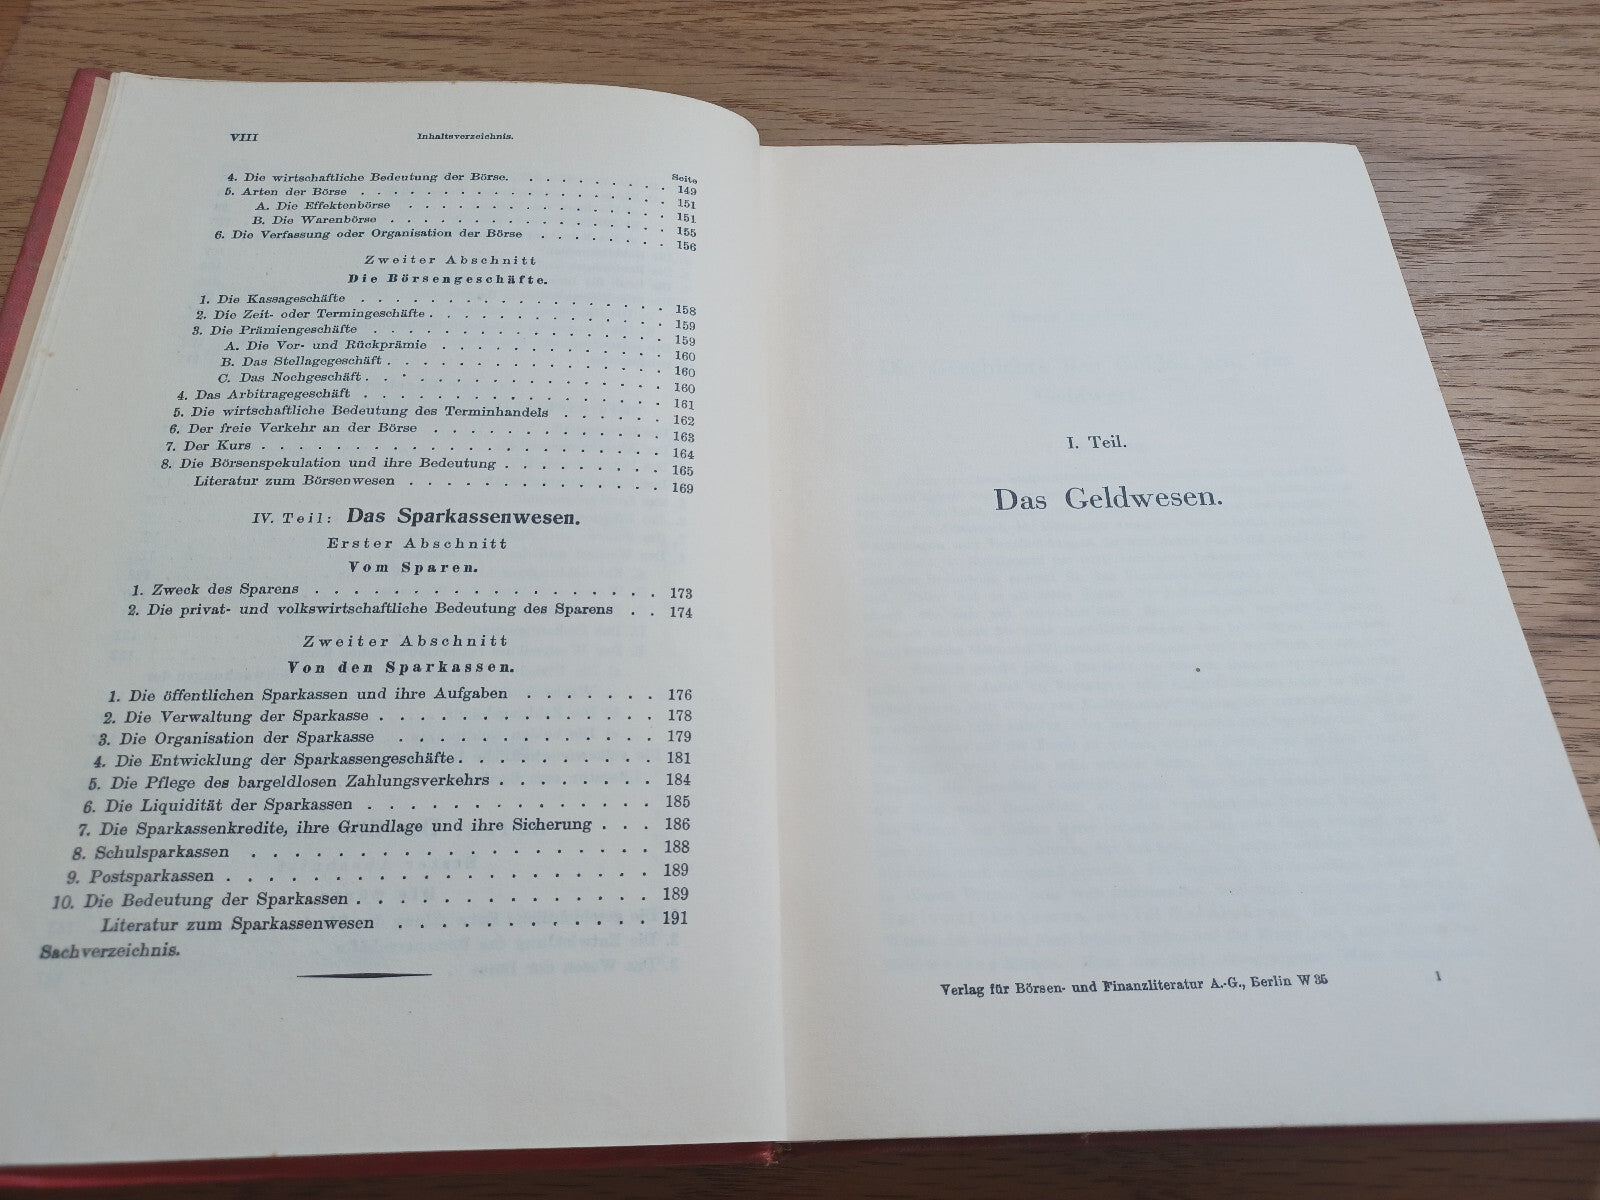 VIII Inhaltsverzeichnis.
Seite
4. Die wirtschaftliche Bedeutung der Börse. . . . . . . . . 149
5. Arten der Börse . . . . . . . . . . . . . . . . . . 151
A. Die Effektenbörse . . . . . . . . . . . . . . . 151
B. Die Warenbörse . . . . . . . . . . . . . . . . 155
6. Die Verfassung oder Organisation der Börse . . . . . . . . 156
Zweiter Abschnitt
Die Börsengeschäfte.
1. Die Kassageschäfte . . . . . . . . . . . . . . . . . . 158
2. Die Zeit- oder Termingeschäfte . . . . . . . . . . . . . . 159
3. Die Prämiengeschäfte . . . . . . . . . . . . . . . . . 159
A. Die Vor- und Rückprämie . . . . . . . . . . . . . . 160
B. Das Stellagegeschäft . . . . . . . . . . . . . . . . 160
C. Das Nochgeschäft . . . . . . . . . . . . . . . . . 160
4. Das Arbitragegeschäft . . . . . . . . . . . . . . . . . 161
5. Die wirtschaftliche Bedeutung des Terminhandels . . . . . . 162
6. Der freie Verkehr an der Börse . . . . . . . . . . . . . 163
7. Der Kurs . . . . . . . . . . . . . . . . . . . . . . . 164
8. Die Börsenspekulation und ihre Bedeutung . . . . . . . . . 165
Literatur zum Börsenwesen . . . . . . . . . . . . . . . 169
IV. Teil: Das Sparkassenwesen.
Erster Abschnitt
Vom Sparen.
1. Zweck des Sparens . . . . . . . . . . . . . . . . . 173
2. Die privat- und volkswirtschaftliche Bedeutung des Sparens . . 174
Zweiter Abschnitt
Von den Sparkassen.
1. Die öffentlichen Sparkassen und ihre Aufgaben . . . . . . . 176
2. Die Verwaltung der Sparkasse . . . . . . . . . . . . . 178
3. Die Organisation der Sparkasse . . . . . . . . . . . . 179
4. Die Entwicklung der Sparkassengeschäfte . . . . . . . . . 181
5. Die Pflege des bargeldlosen Zahlungsverkehrs . . . . . . . . 184
6. Die Liquidität der Sparkassen . . . . . . . . . . . . . 185
7. Die Sparkassenkredite, ihre Grundlage und ihre Sicherung . . . 186
8. Schulsparkassen . . . . . . . . . . . . . . . . . . 188
9. Postsparkassen . . . . . . . . . . . . . . . . . . . 189
10. Die Bedeutung der Sparkassen . . . . . . . . . . . . . . 189
Literatur zum Sparkassenwesen . . . . . . . . . . . . 191
Sachverzeichnis.
I. Teil.
Das Geldwesen.
Verlag für Börsen- und Finanzliteratur A.-G., Berlin W 35 1